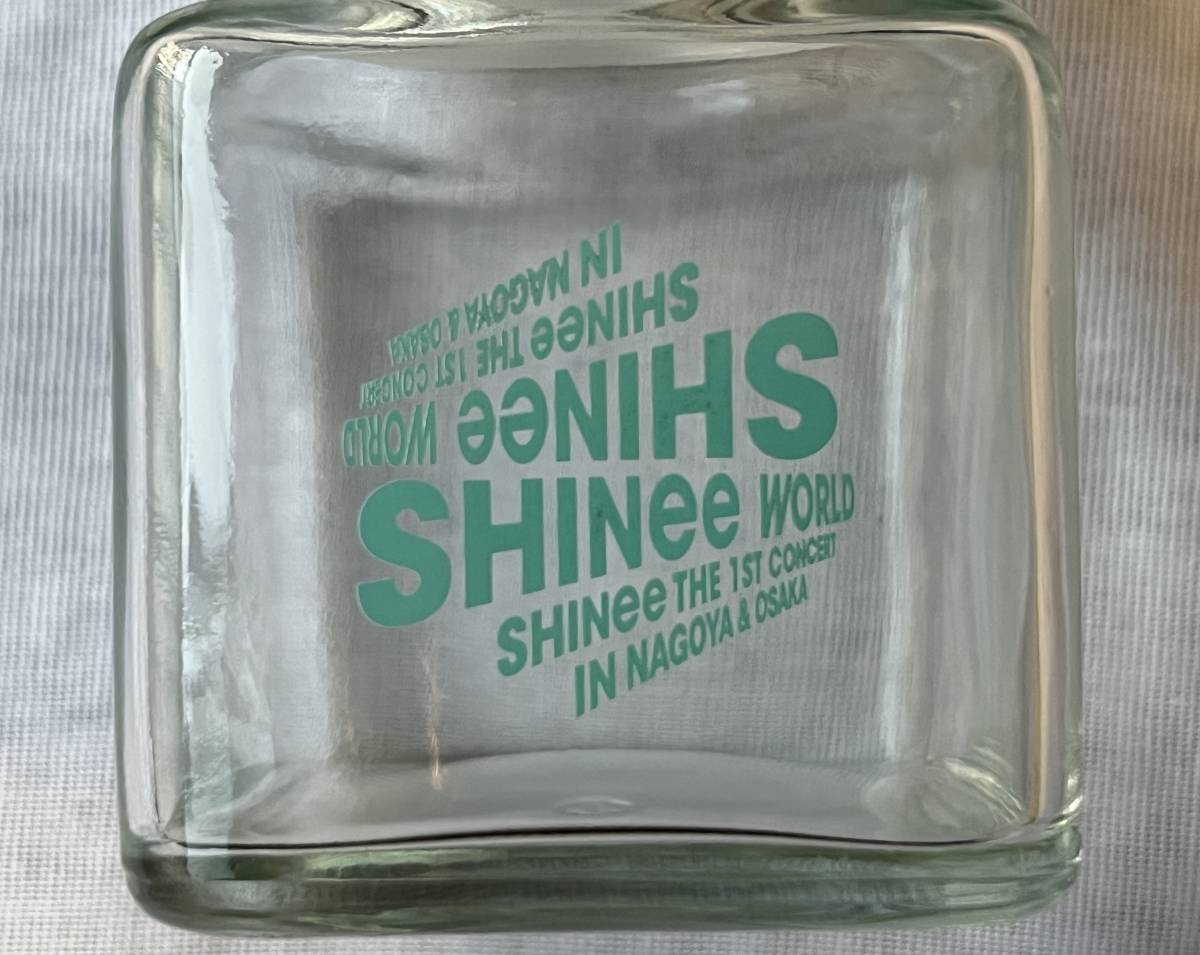 IN NAGOYA & OSAKA
SHINee THE 1ST CONCERT
SHINee WORLD
SHINee WORLD
SHINee THE 1ST CONCERT
IN NAGOYA & OSAKA